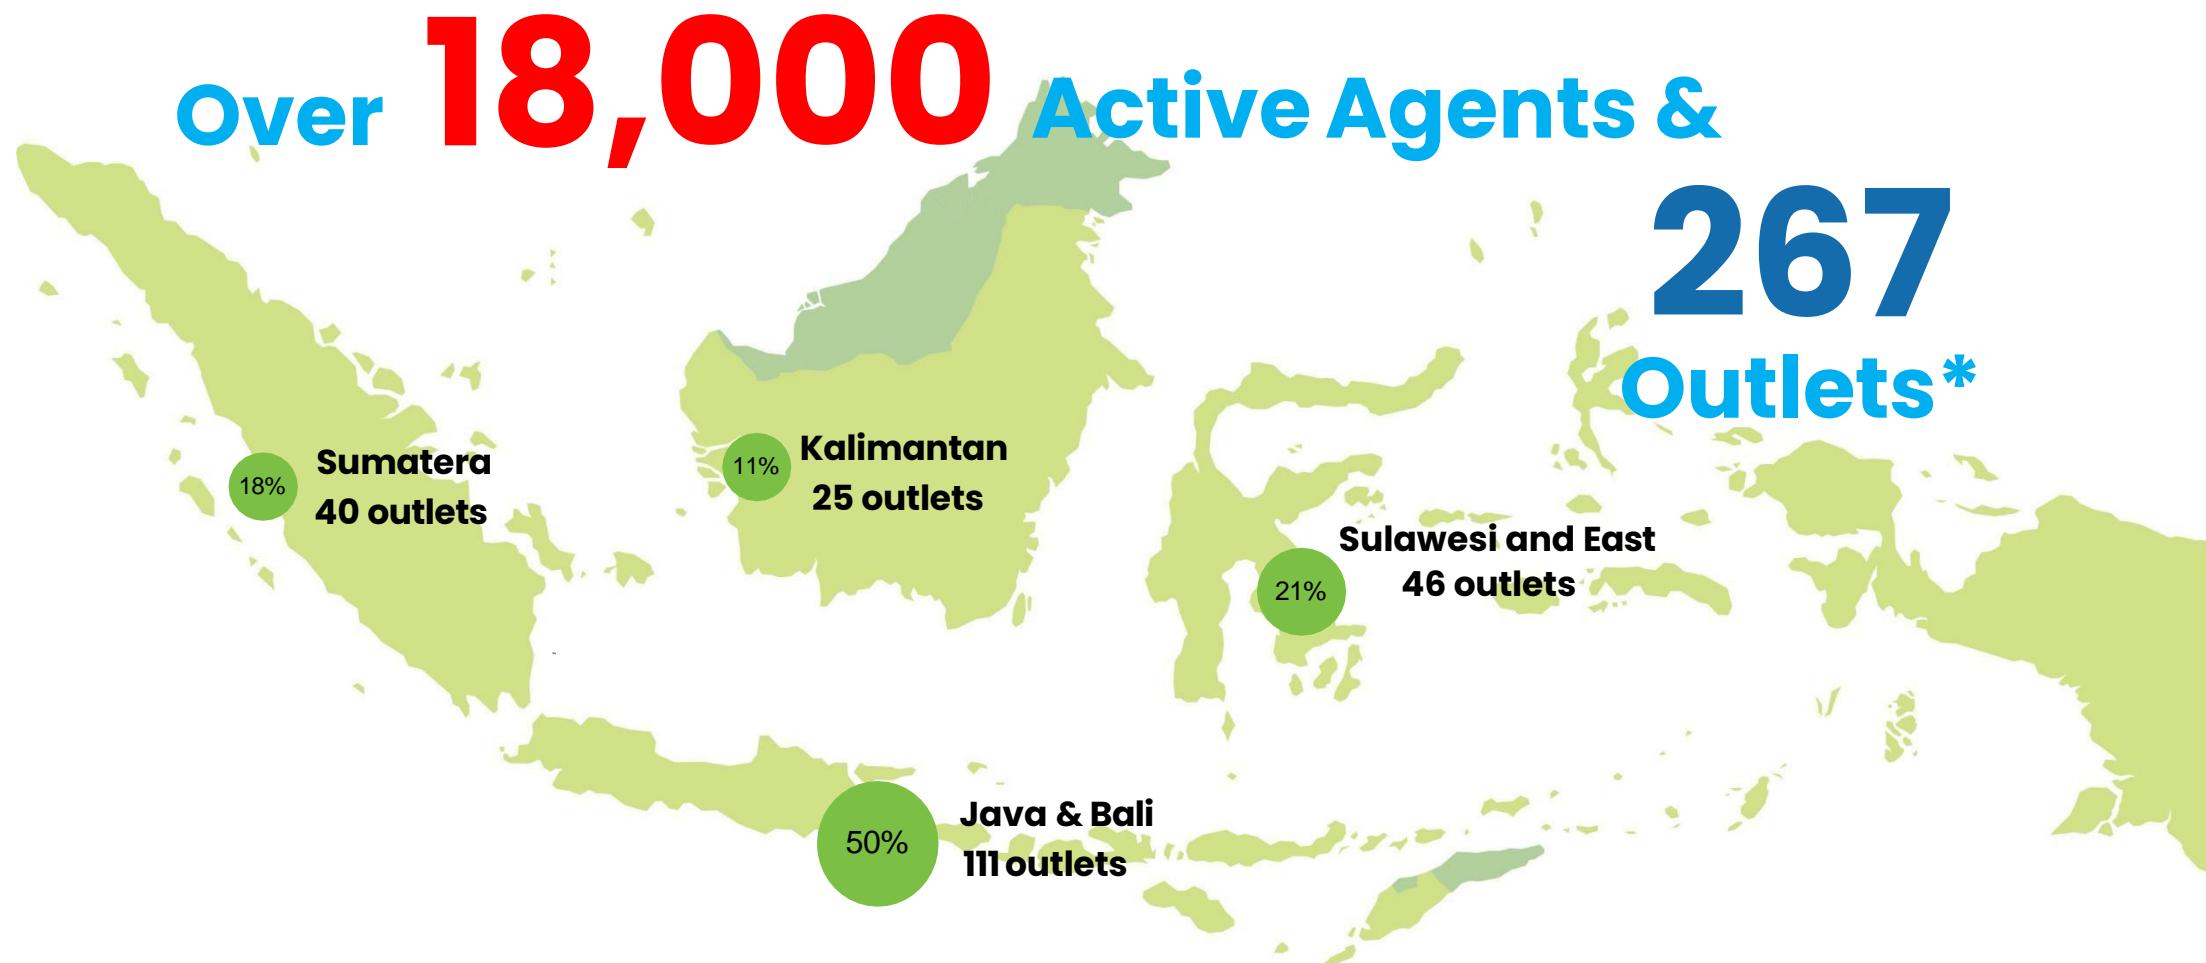 Over 18,000 Active Agents &
267
Outlets*
Kalimantan
11%
25 outlets
Sumatera
18%
40 outlets
Sulawesi and East
46 outlets
21%
Java & Bali
50%
111 outlets